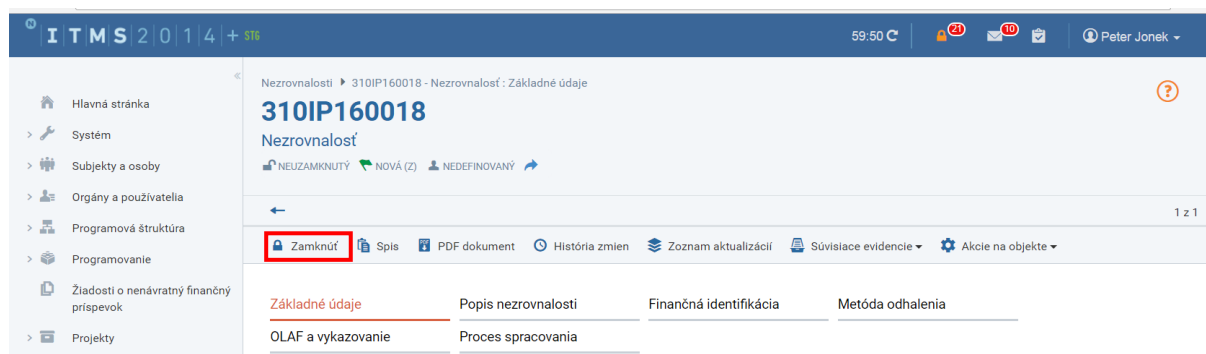 ITMS2014+ STG
59:50
21
10
Peter Jonek
Hlavná stránka
Systém
Subjekty a osoby
Orgány a používatelia
Programová štruktúra
Programovanie
Žiadosti o nenávratný finančný
príspevok
Projekty
Nezrovnalosti 310IP160018 - Nezrovnalosť : Základné údaje
?
310IP160018
Nezrovnalosť
NEUZAMKNUTÝ NOVÁ (Z) NEDEFINOVANÝ
1 z 1
Zamknúť Spis PDF dokument História zmien Zoznam aktualizácií Súvisiace evidencie Akcie na objekte
Základné údaje Popis nezrovnalosti Finančná identifikácia Metóda odhalenia
OLAF a vykazovanie Proces spracovania